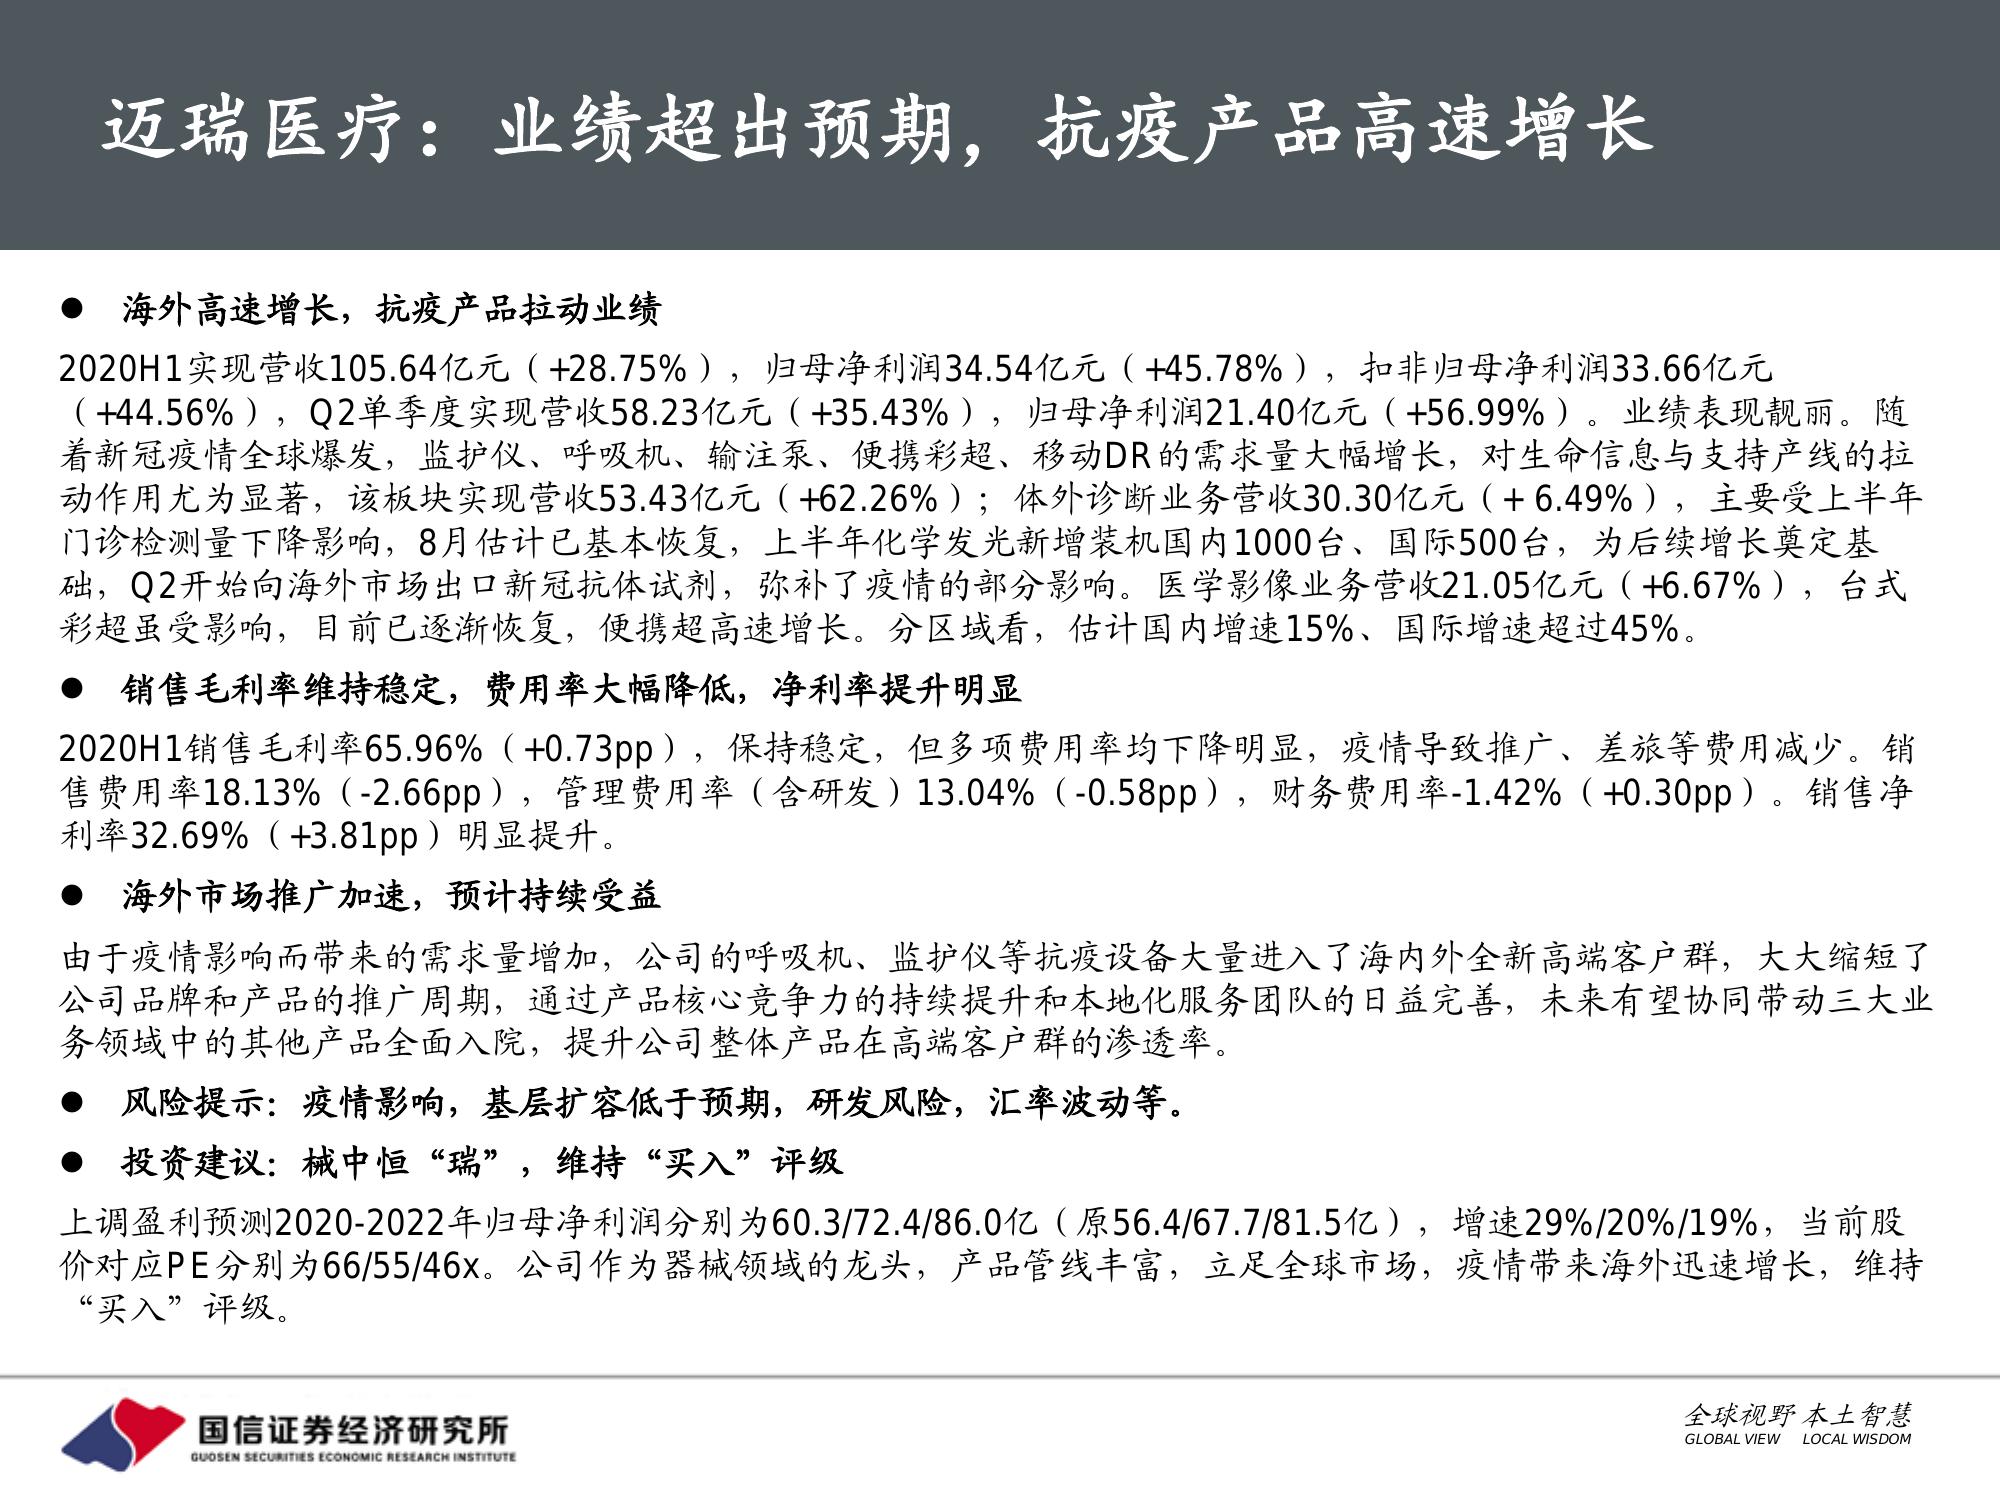 迈瑞医疗：业绩超出预期，抗疫产品高速增长
● 海外高速增长，抗疫产品拉动业绩
2020H1实现营收105.64亿元（+28.75%），归母净利润34.54亿元（+45.78%），扣非归母净利润33.66亿元
（+44.56%），Q2单季度实现营收58.23亿元（+35.43%），归母净利润21.40亿元（+56.99%）。业绩表现靓丽。随
着新冠疫情全球爆发，监护仪、呼吸机、输注泵、便携彩超、移动DR的需求量大幅增长，对生命信息与支持产线的拉
动作用尤为显著，该板块实现营收53.43亿元（+62.26%）；体外诊断业务营收30.30亿元（+ 6.49%），主要受上半年
门诊检测量下降影响，8月估计已基本恢复，上半年化学发光新增装机国内1000台、国际500台，为后续增长奠定基
础，Q2开始向海外市场出口新冠抗体试剂，弥补了疫情的部分影响。医学影像业务营收21.05亿元（+6.67%），台式
彩超虽受影响，目前已逐渐恢复，便携超高速增长。分区域看，估计国内增速15%、国际增速超过45%。
● 销售毛利率维持稳定，费用率大幅降低，净利率提升明显
2020H1销售毛利率65.96%（+0.73pp），保持稳定，但多项费用率均下降明显，疫情导致推广、差旅等费用减少。销
售费用率18.13%（-2.66pp），管理费用率（含研发）13.04%（-0.58pp），财务费用率-1.42%（+0.30pp）。销售净
利率32.69%（+3.81pp）明显提升。
● 海外市场推广加速，预计持续受益
由于疫情影响而带来的需求量增加，公司的呼吸机、监护仪等抗疫设备大量进入了海内外全新高端客户群，大大缩短了
公司品牌和产品的推广周期，通过产品核心竞争力的持续提升和本地化服务团队的日益完善，未来有望协同带动三大业
务领域中的其他产品全面入院，提升公司整体产品在高端客户群的渗透率。
● 风险提示：疫情影响，基层扩容低于预期，研发风险，汇率波动等。
● 投资建议：械中恒“瑞”，维持“买入”评级
上调盈利预测2020-2022年归母净利润分别为60.3/72.4/86.0亿（原56.4/67.7/81.5亿），增速29%/20%/19%，当前股
价对应PE分别为66/55/46x。公司作为器械领域的龙头，产品管线丰富，立足全球市场，疫情带来海外迅速增长，维持
“买入”评级。
国信证券经济研究所
GUOSEN SECURITIES ECONOMIC RESEARCH INSTITUTE
全球视野 本土智慧
GLOBAL VIEW LOCAL WISDOM